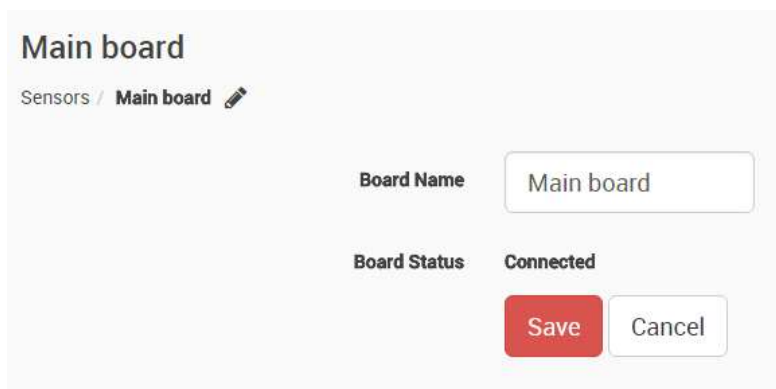 Main board
Sensors / Main board
Board Name Main board
Board Status Connected
Save Cancel